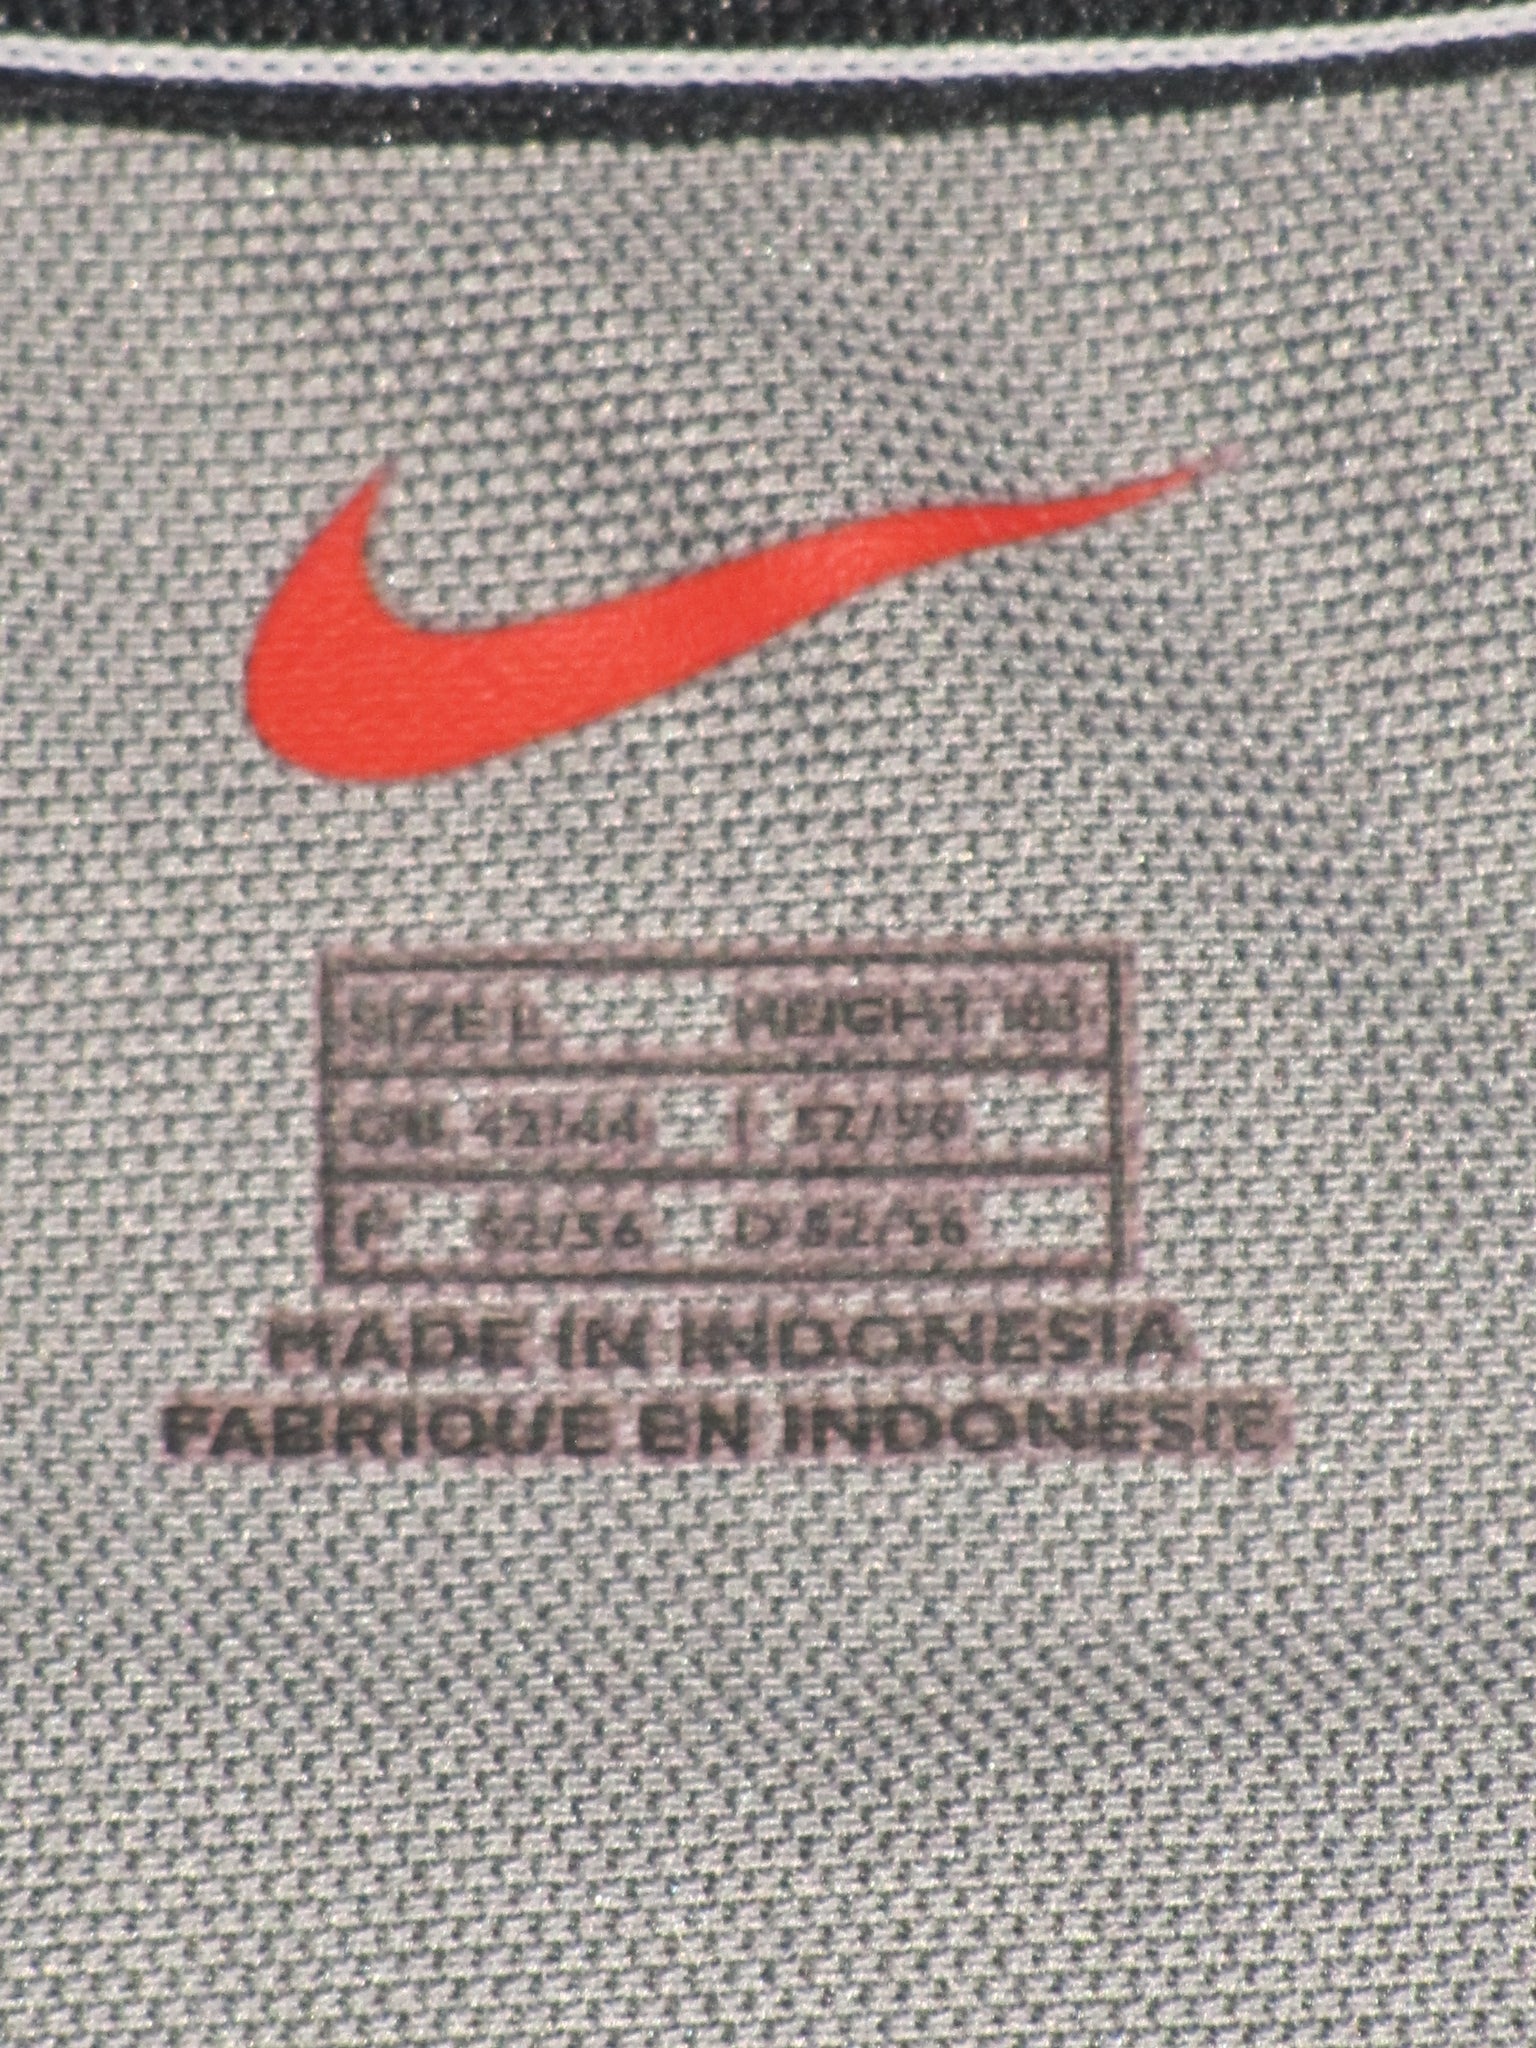 SIZE L HEIGHT 183
GB 42/44 I 52/56
F 52/56 D 52/56
MADE IN INDONESIA
FABRIQUE EN INDONESIE